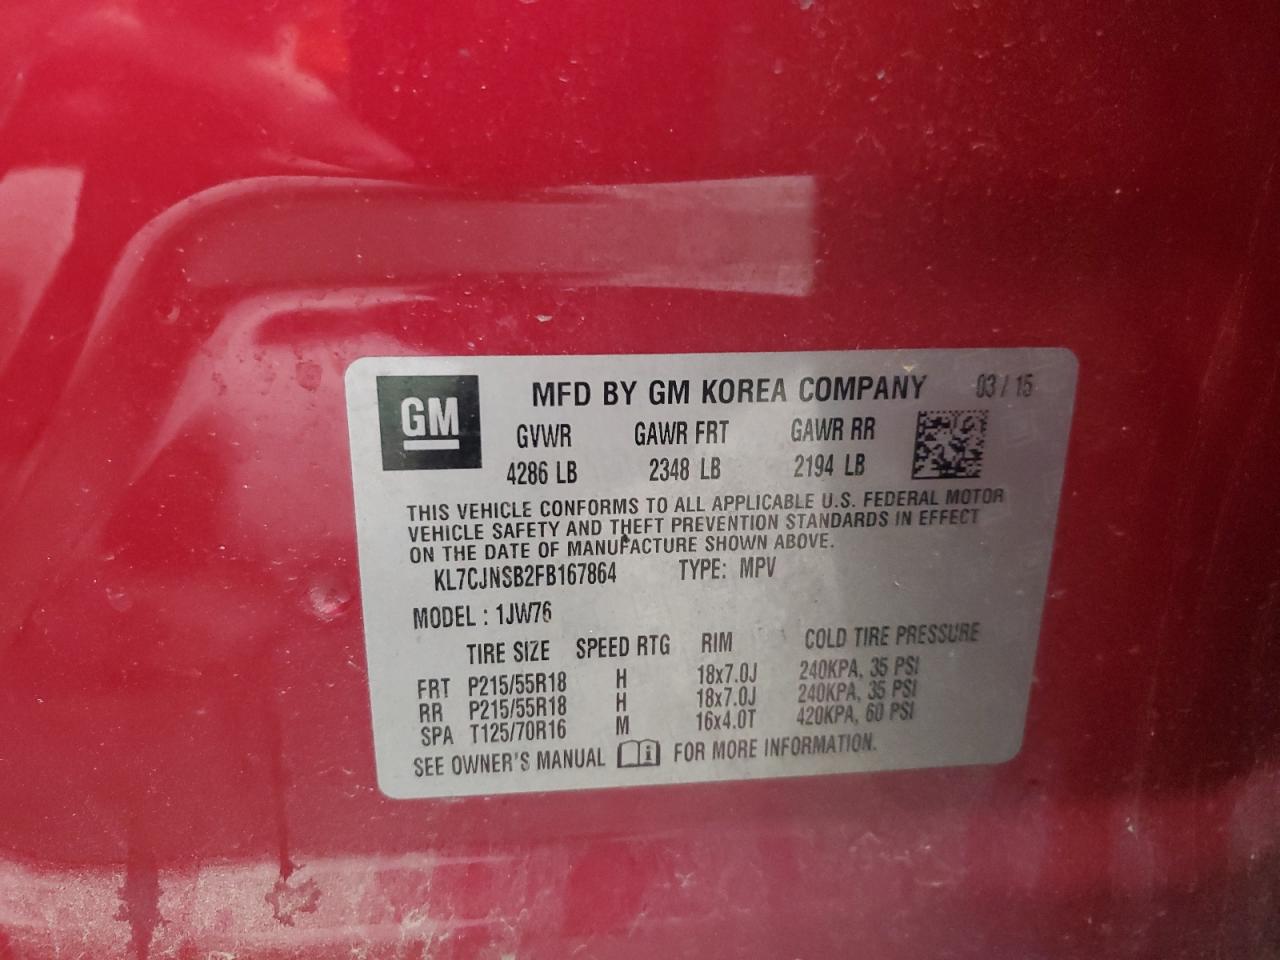 GM
MFD BY GM KOREA COMPANY 03 / 15
GVWR GAWR FRT GAWR RR
4286 LB 2348 LB 2194 LB
THIS VEHICLE CONFORMS TO ALL APPLICABLE U.S. FEDERAL MOTOR
VEHICLE SAFETY AND THEFT PREVENTION STANDARDS IN EFFECT
ON THE DATE OF MANUFACTURE SHOWN ABOVE.
KL7CJNSB2FB167864 TYPE: MPV
MODEL : 1JW76
TIRE SIZE SPEED RTG RIM COLD TIRE PRESSURE
FRT P215/55R18 H 18x7.0J 240KPA, 35 PSI
RR P215/55R18 H 18x7.0J 240KPA, 35 PSI
SPA T125/70R16 M 16x4.0T 420KPA, 60 PSI
SEE OWNER'S MANUAL FOR MORE INFORMATION.